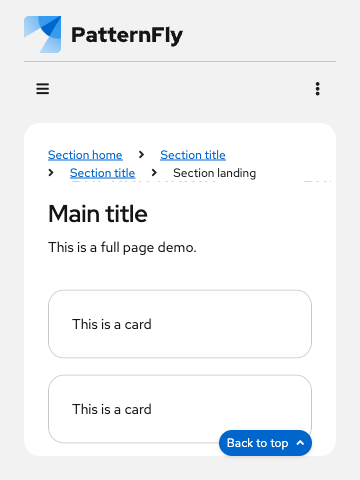 PatternFly
Section home Section title
Section title Section landing
Main title
This is a full page demo.
This is a card
This is a card
Back to top